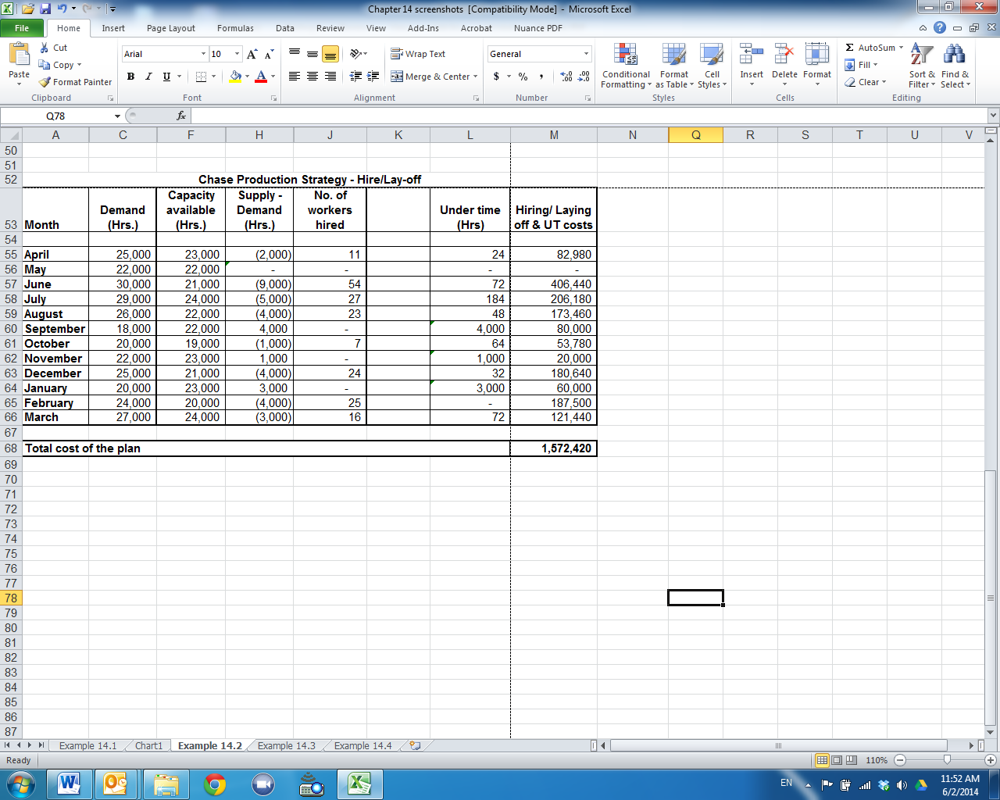 Chapter 14 screenshots [Compatibility Mode] - Microsoft Excel
File Home Insert Page Layout Formulas Data Review View Add-Ins Acrobat Nuance PDF
Paste
Cut
Copy
Format Painter
Clipboard
Arial 10
B I U
Font
Wrap Text
Merge & Center
Alignment
General
$ % ,
Number
Conditional Formatting
Format as Table
Cell Styles
Styles
Insert Delete Format
Cells
Σ AutoSum
Fill
Clear
Sort & Filter
Find & Select
Editing
Q78 fx
A C F H J K L M N O R S T U V
50
51
52 Chase Production Strategy - Hire/Lay-off
53 Month Demand (Hrs.) Capacity available (Hrs.) Supply - Demand (Hrs.) No. of workers hired Under time (Hrs) Hiring/ Laying off & UT costs
54
55 April 25,000 23,000 (2,000) 11 24 82,980
56 May 22,000 22,000 - - - -
57 June 30,000 21,000 (9,000) 54 72 406,440
58 July 29,000 24,000 (5,000) 27 184 206,180
59 August 26,000 22,000 (4,000) 23 48 173,460
60 September 18,000 22,000 4,000 - 4,000 80,000
61 October 20,000 19,000 (1,000) 7 64 53,780
62 November 22,000 23,000 1,000 - 1,000 20,000
63 December 25,000 21,000 (4,000) 24 32 180,640
64 January 20,000 23,000 3,000 - 3,000 60,000
65 February 24,000 20,000 (4,000) 25 - 187,500
66 March 27,000 24,000 (3,000) 16 72 121,440
67
68 Total cost of the plan 1,572,420
69
70
71
72
73
74
75
76
77
78
79
80
81
82
83
84
85
86
87
Example 14.1 Chart1 Example 14.2 Example 14.3 Example 14.4
Ready 110%
EN 11:52 AM
6/2/2014